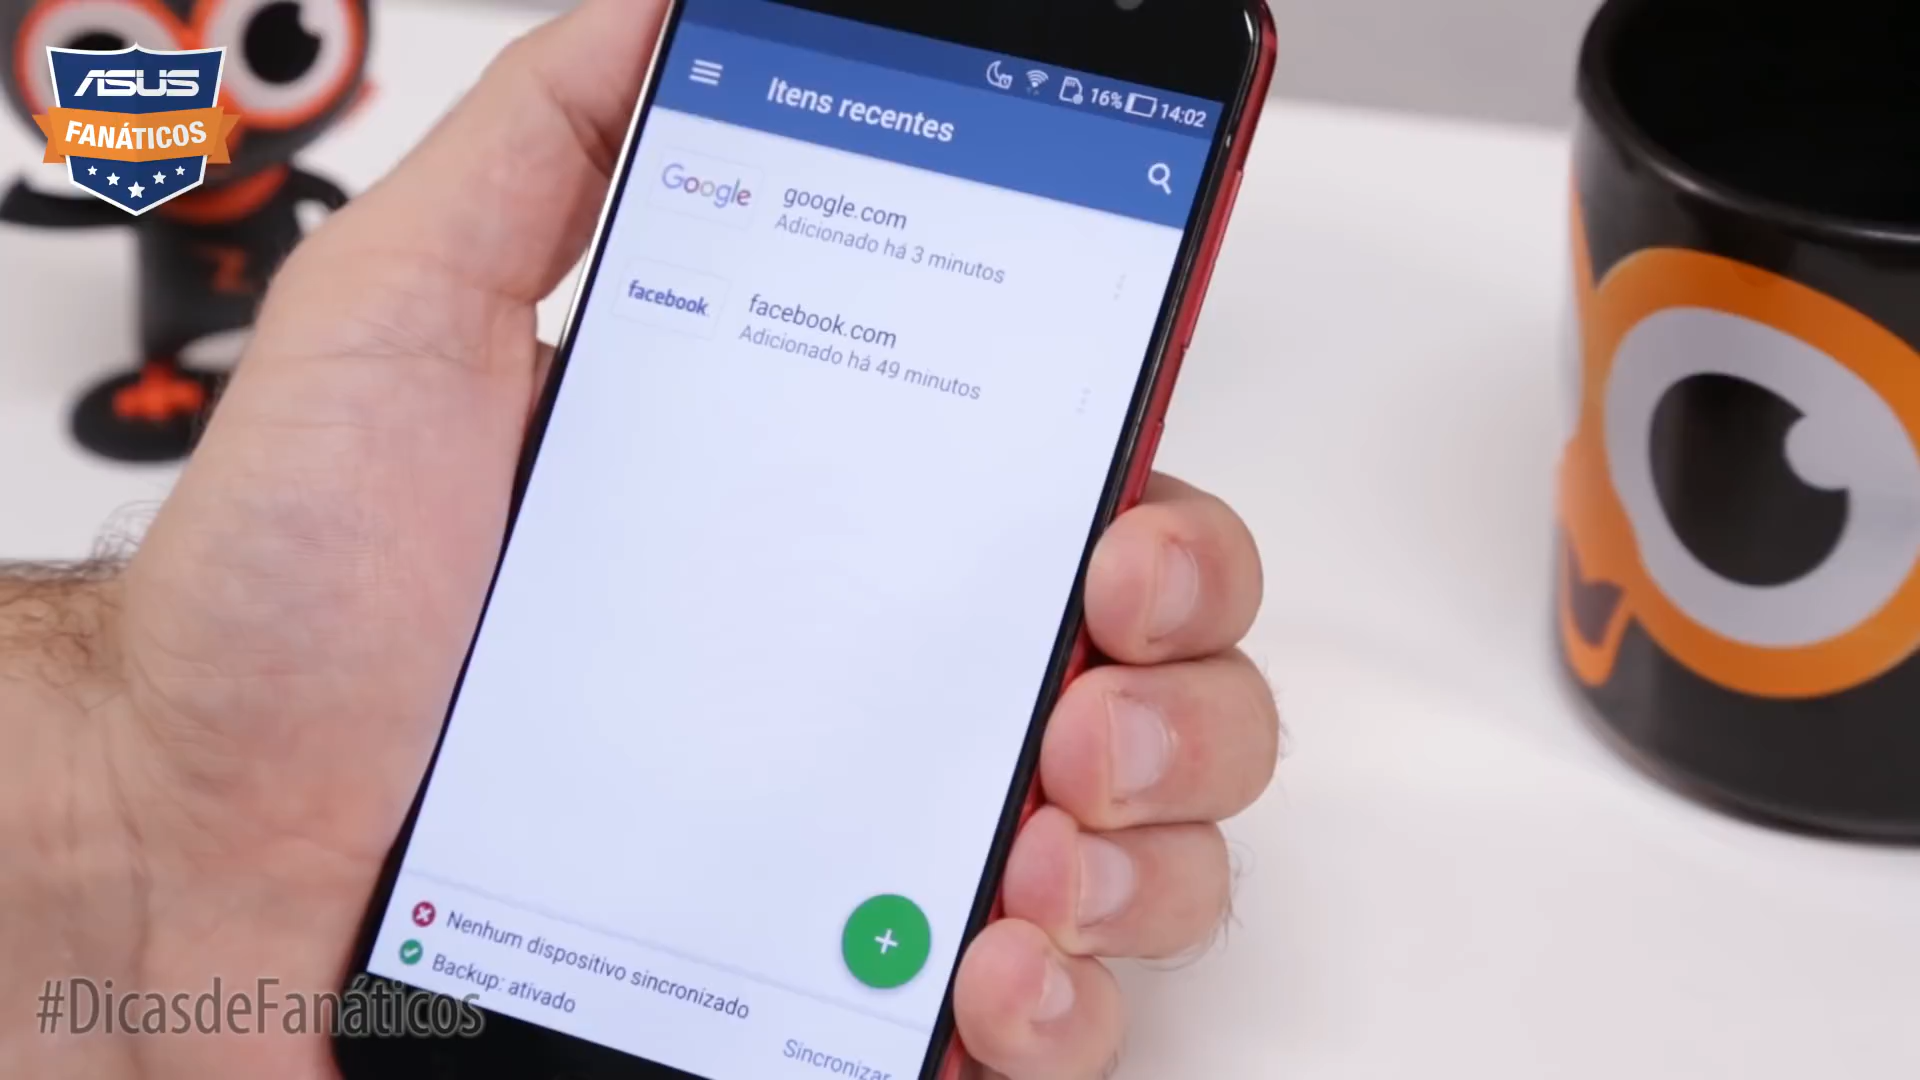 ASUS
FANÁTICOS
16% 14:02
Itens recentes
Google
google.com
Adicionado há 3 minutos
facebook
facebook.com
Adicionado há 49 minutos
Nenhum dispositivo sincronizado
Backup: ativado
Sincronizar
#DicasdeFanáticos